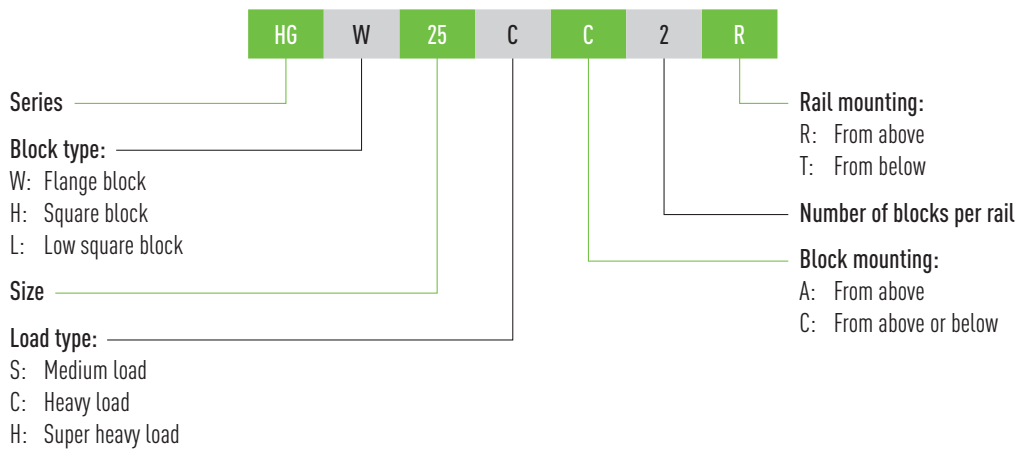 HG W 25 C C 2 R
Series
Block type:
W: Flange block
H: Square block
L: Low square block
Size
Load type:
S: Medium load
C: Heavy load
H: Super heavy load
Rail mounting:
R: From above
T: From below
Number of blocks per rail
Block mounting:
A: From above
C: From above or below